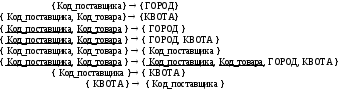 { Код_поставщика} → { ГОРОД}
{ Код_поставщика, Код_товара} → {КВОТА}
{ Код_поставщика, Код_товара} → { ГОРОД }
{ Код_поставщика, Код_товара} → { ГОРОД, КВОТА }
{ Код_поставщика, Код_товара} → { Код_поставщика, }
{ Код_поставщика, Код_товара} → { Код_поставщика, Код_товара, ГОРОД, КВОТА}
{ Код_поставщика } → { КВОТА}
{ КВОТА} → { Код_поставщика }